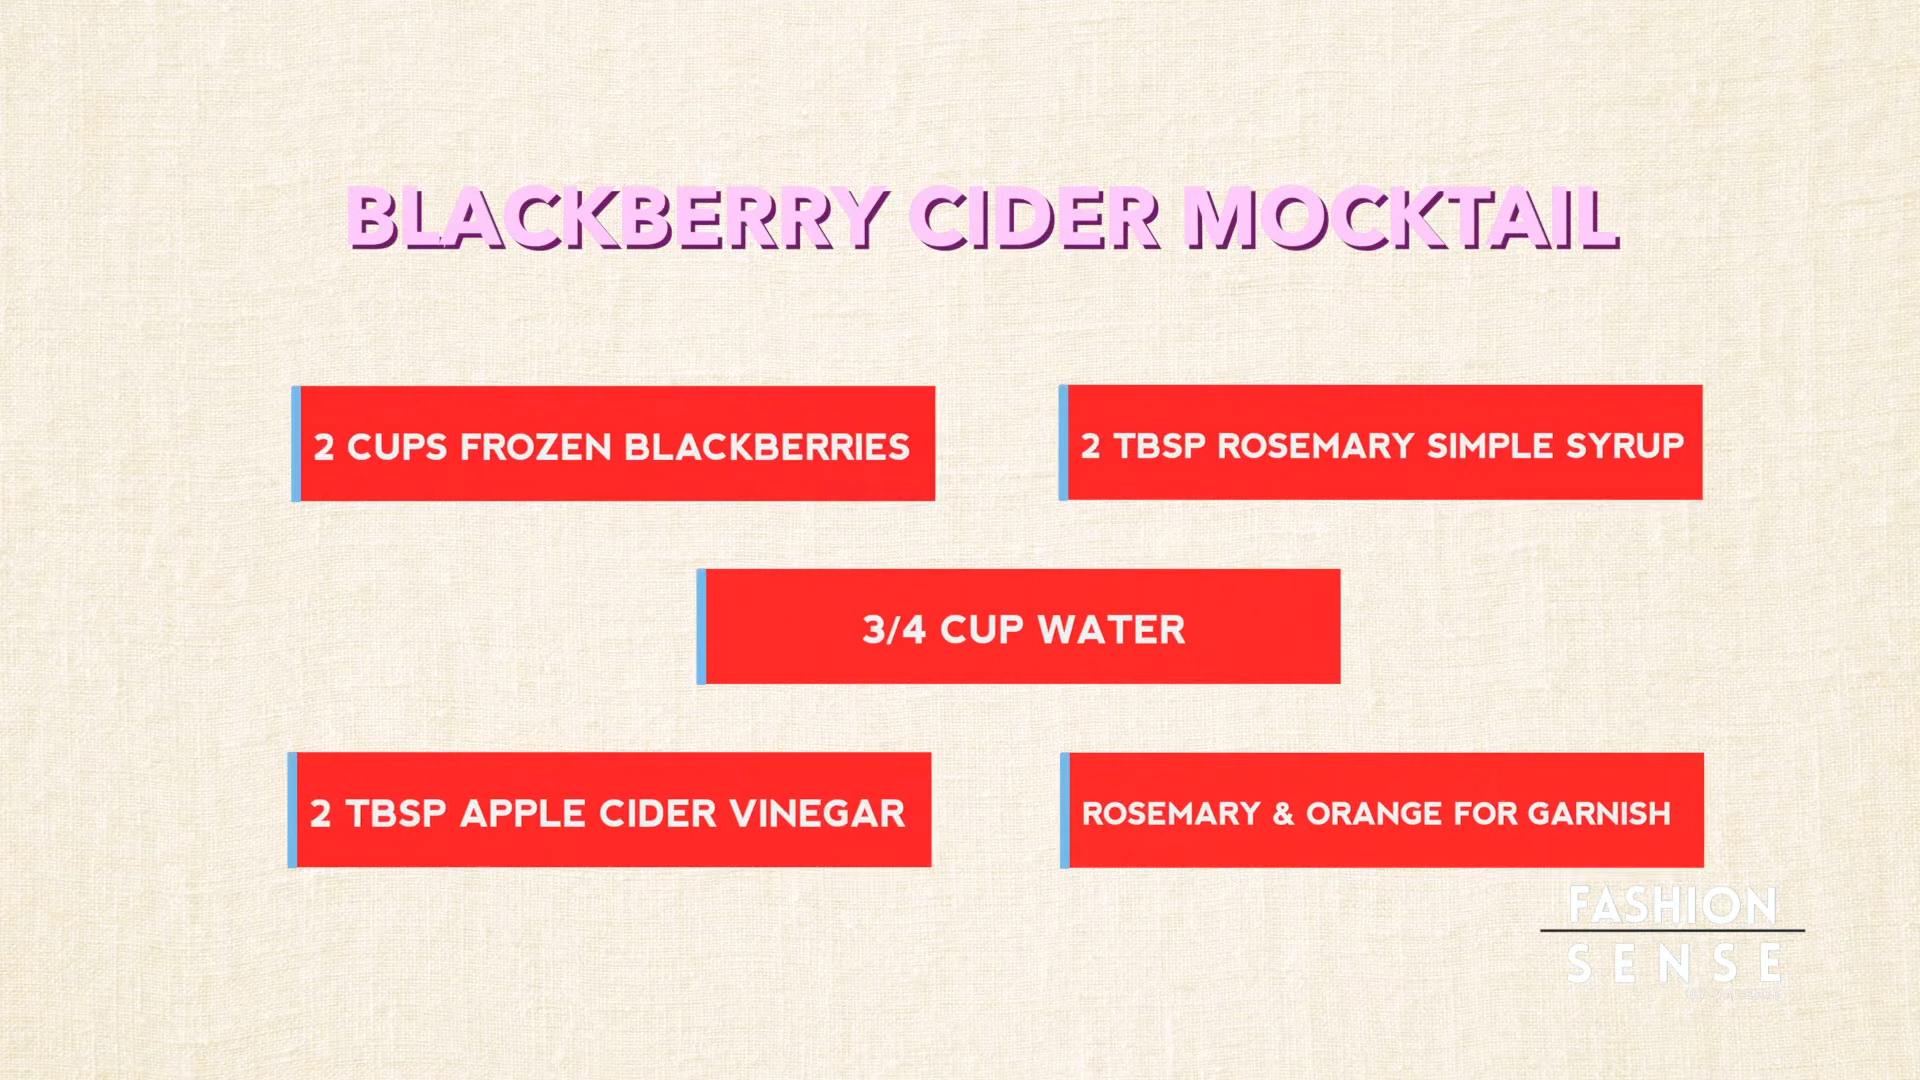 BLACKBERRY CIDER MOCKTAIL
2 CUPS FROZEN BLACKBERRIES
2 TBSP ROSEMARY SIMPLE SYRUP
3/4 CUP WATER
2 TBSP APPLE CIDER VINEGAR
ROSEMARY & ORANGE FOR GARNISH
FASHION
SENSE